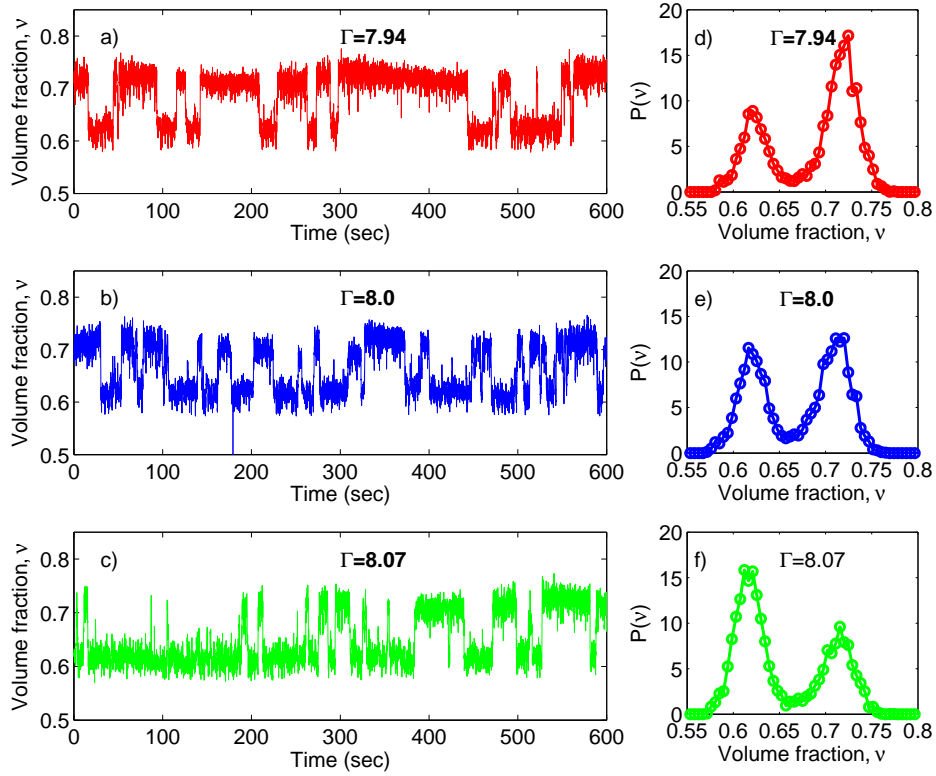 a)
Γ=7.94
Volume fraction, ν
0.8
0.7
0.6
0.5
0 100 200 300 400 500 600
Time (sec)
d)
Γ=7.94
P(ν)
20
15
10
5
0
0.55 0.6 0.65 0.7 0.75 0.8
Volume fraction, ν
b)
Γ=8.0
Volume fraction, ν
0.8
0.7
0.6
0.5
0 100 200 300 400 500 600
Time (sec)
e)
Γ=8.0
P(ν)
20
15
10
5
0
0.55 0.6 0.65 0.7 0.75 0.8
Volume fraction, ν
c)
Γ=8.07
Volume fraction, ν
0.8
0.7
0.6
0.5
0 100 200 300 400 500 600
Time (sec)
f)
Γ=8.07
P(ν)
20
15
10
5
0
0.55 0.6 0.65 0.7 0.75 0.8
Volume fraction, ν